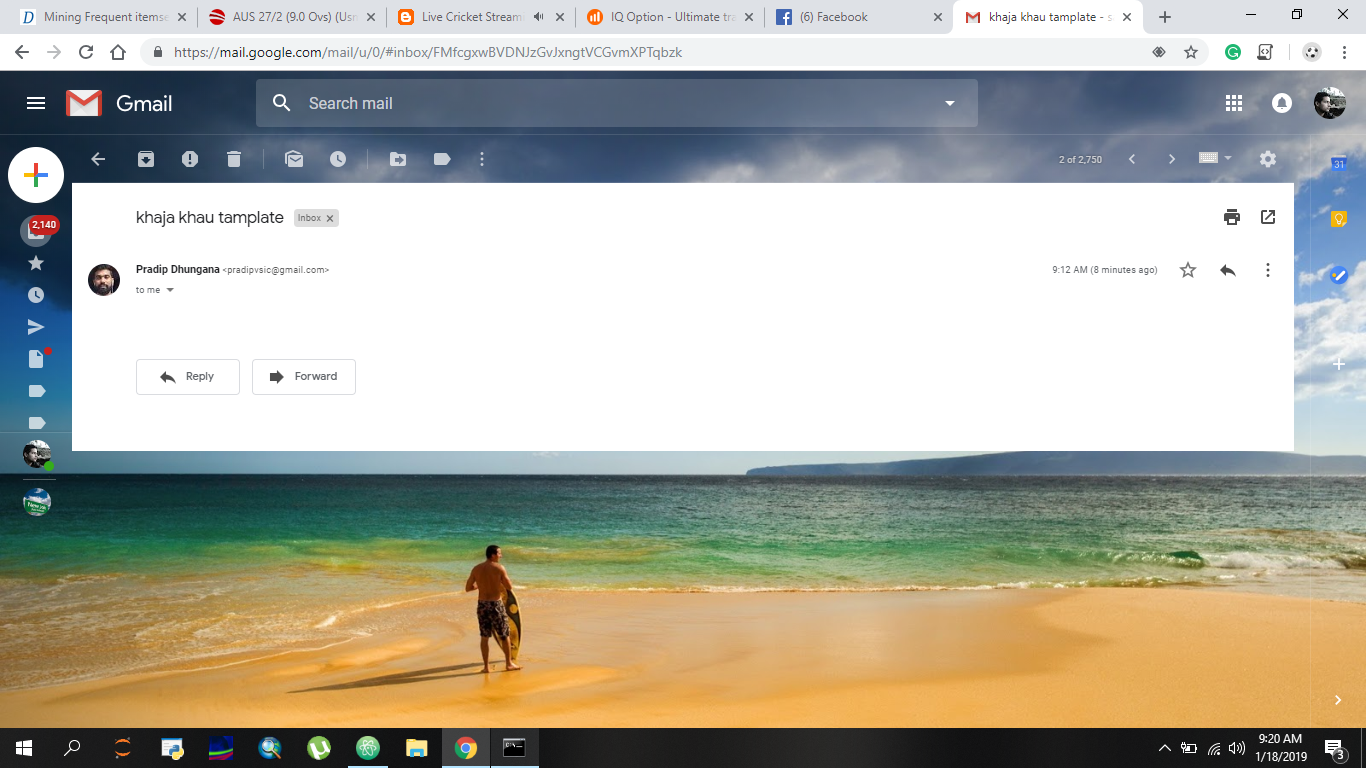 Mining Frequent itemse
AUS 27/2 (9.0 Ovs) (Usn
Live Cricket Streami
IQ Option - Ultimate tra
(6) Facebook
khaja khau tamplate - s
https://mail.google.com/mail/u/0/#inbox/FMfcgxwBVDNJzGvJxngtVCGvmXPTqbzk
Gmail
Search mail
2 of 2,750
31
khaja khau tamplate
Inbox x
2,140
Pradip Dhungana <pradipvsic@gmail.com>
9:12 AM (8 minutes ago)
to me
Reply
Forward
9:20 AM
1/18/2019
3